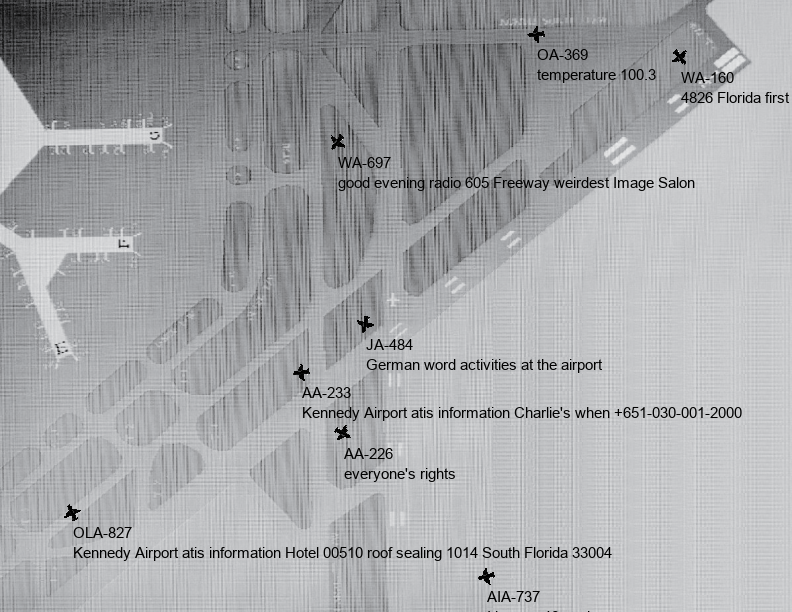 OA-369
temperature 100.3
WA-160
4826 Florida first
WA-697
good evening radio 605 Freeway weirdest Image Salon
JA-484
German word activities at the airport
AA-233
Kennedy Airport atis information Charlie's when +651-030-001-2000
AA-226
everyone's rights
OLA-827
Kennedy Airport atis information Hotel 00510 roof sealing 1014 South Florida 33004
AIA-737